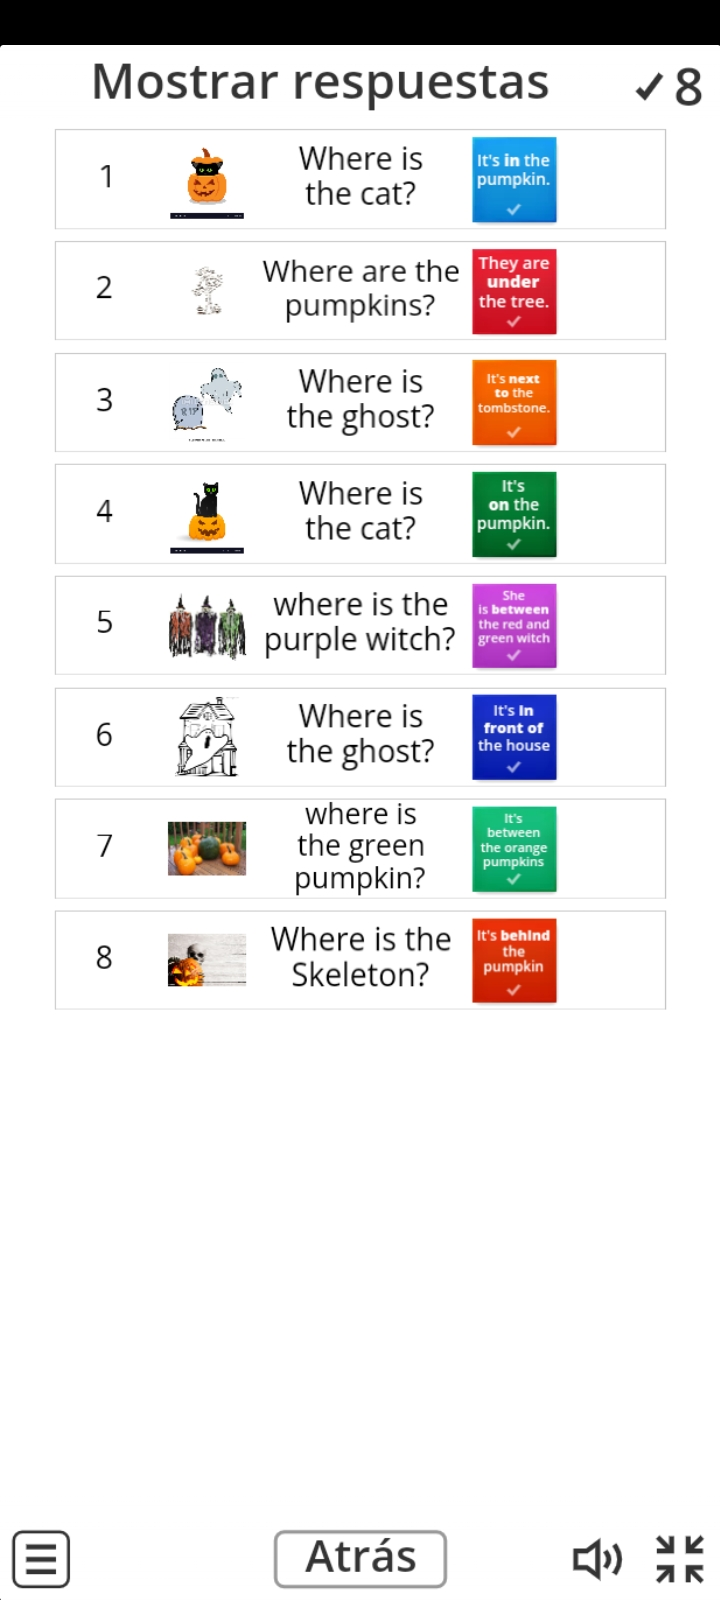 Mostrar respuestas
8
1
Where is
the cat?
It's in the
pumpkin.
2
Where are the
pumpkins?
They are
under
the tree.
3
Where is
the ghost?
It's next
to the
tombstone.
4
Where is
the cat?
It's
on the
pumpkin.
5
where is the
purple witch?
She
is between
the red and
green witch
6
Where is
the ghost?
It's in
front of
the house
7
where is
the green
pumpkin?
It's
between
the orange
pumpkins
8
Where is the
Skeleton?
It's behind
the
pumpkin
Atrás